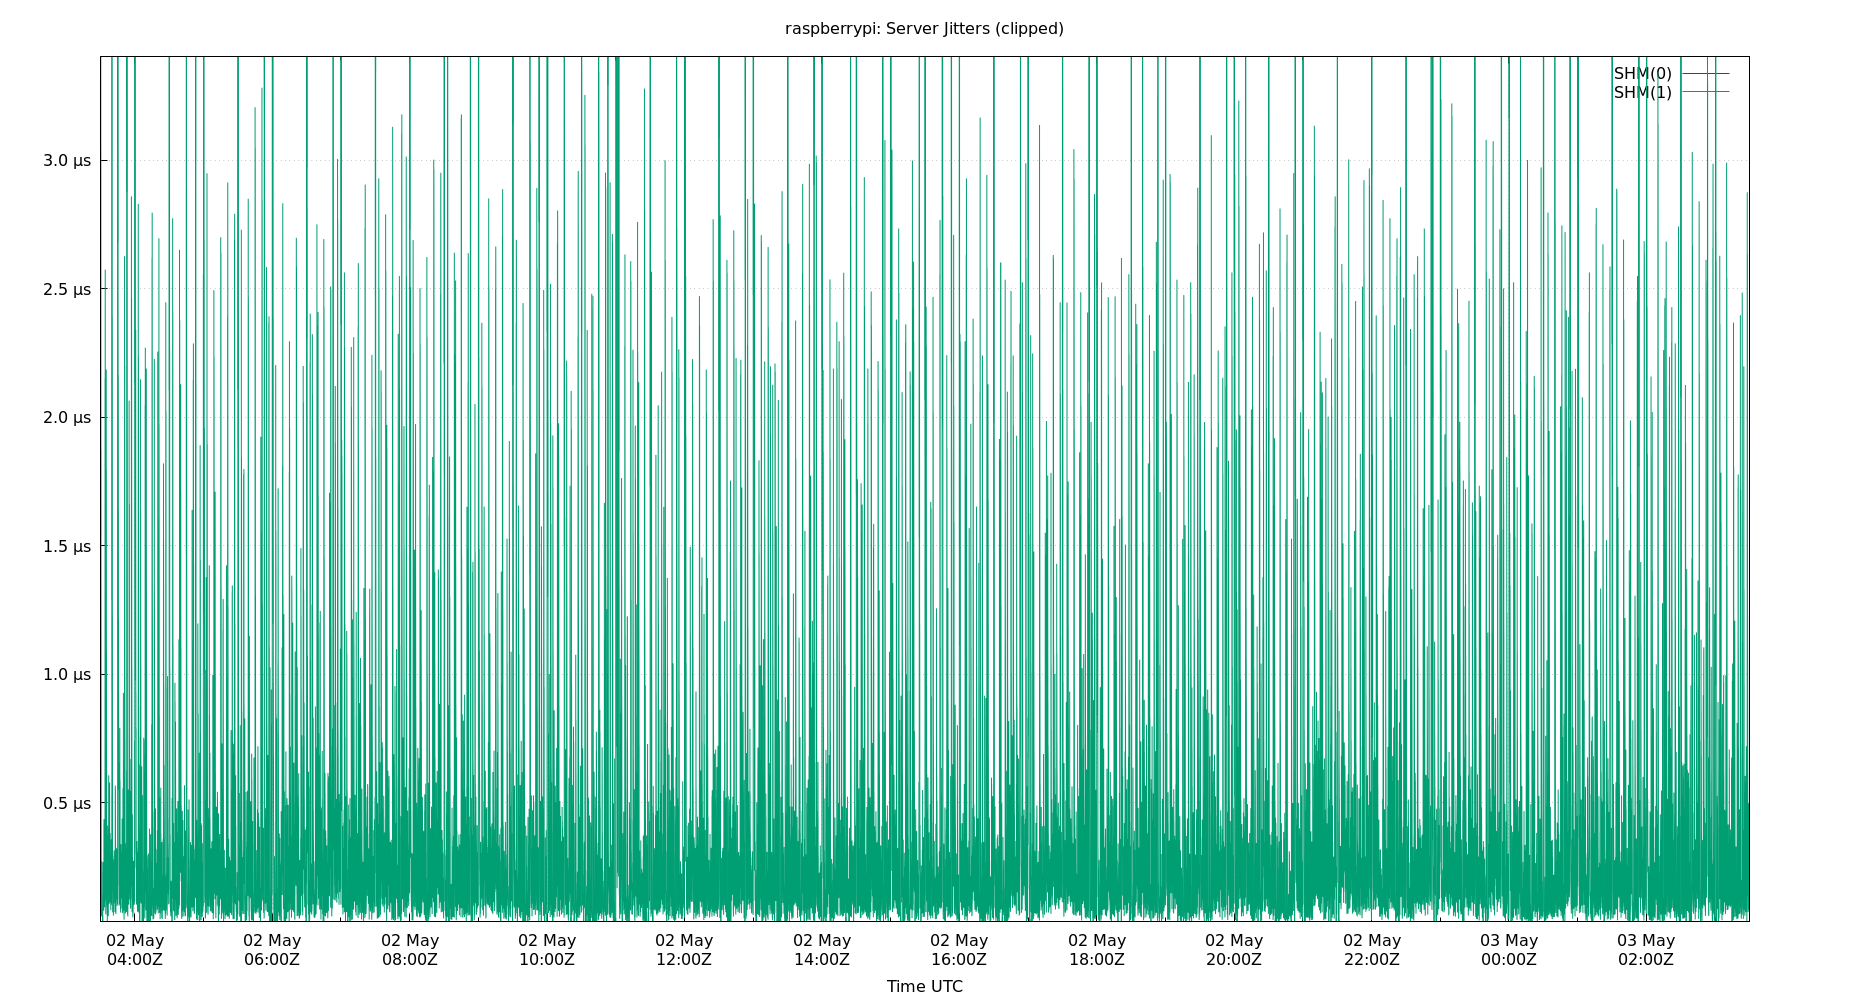 raspberrypi: Server Jitters (clipped)
SHM(0)
SHM(1)
3.0 µs
2.5 µs
2.0 µs
1.5 µs
1.0 µs
0.5 µs
02 May 02 May 02 May 02 May 02 May 02 May 02 May 02 May 02 May 02 May 03 May 03 May
04:00Z 06:00Z 08:00Z 10:00Z 12:00Z 14:00Z 16:00Z 18:00Z 20:00Z 22:00Z 00:00Z 02:00Z
Time UTC